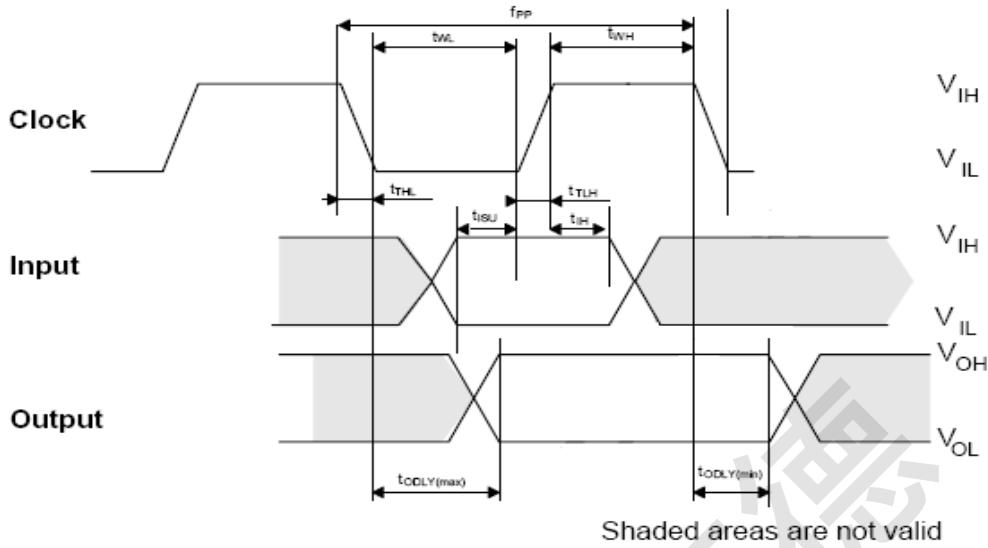 fPP
tWL
tWH
VIH
Clock
VIL
tTHL
tTLH
tISU
tIH
VIH
Input
VIL
VOH
Output
VOL
tODLY(max)
tODLY(min)
德
Shaded areas are not valid